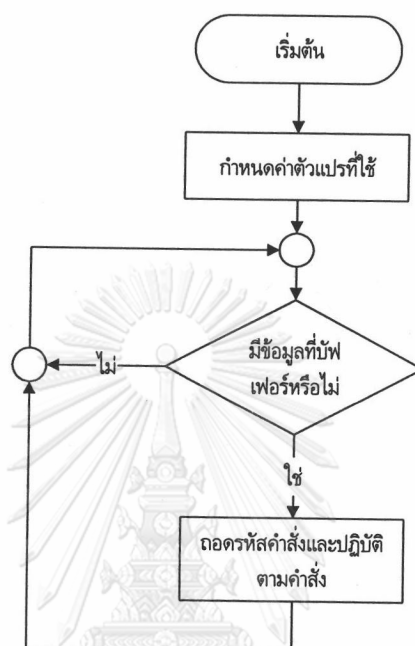 เริ่มต้น
กำหนดค่าตัวแปรที่ใช้
มีข้อมูลที่บัฟ
เฟอร์หรือไม่
ไม่
ใช่
ถอดรหัสคำสั่งและปฏิบัติ
ตามคำสั่ง